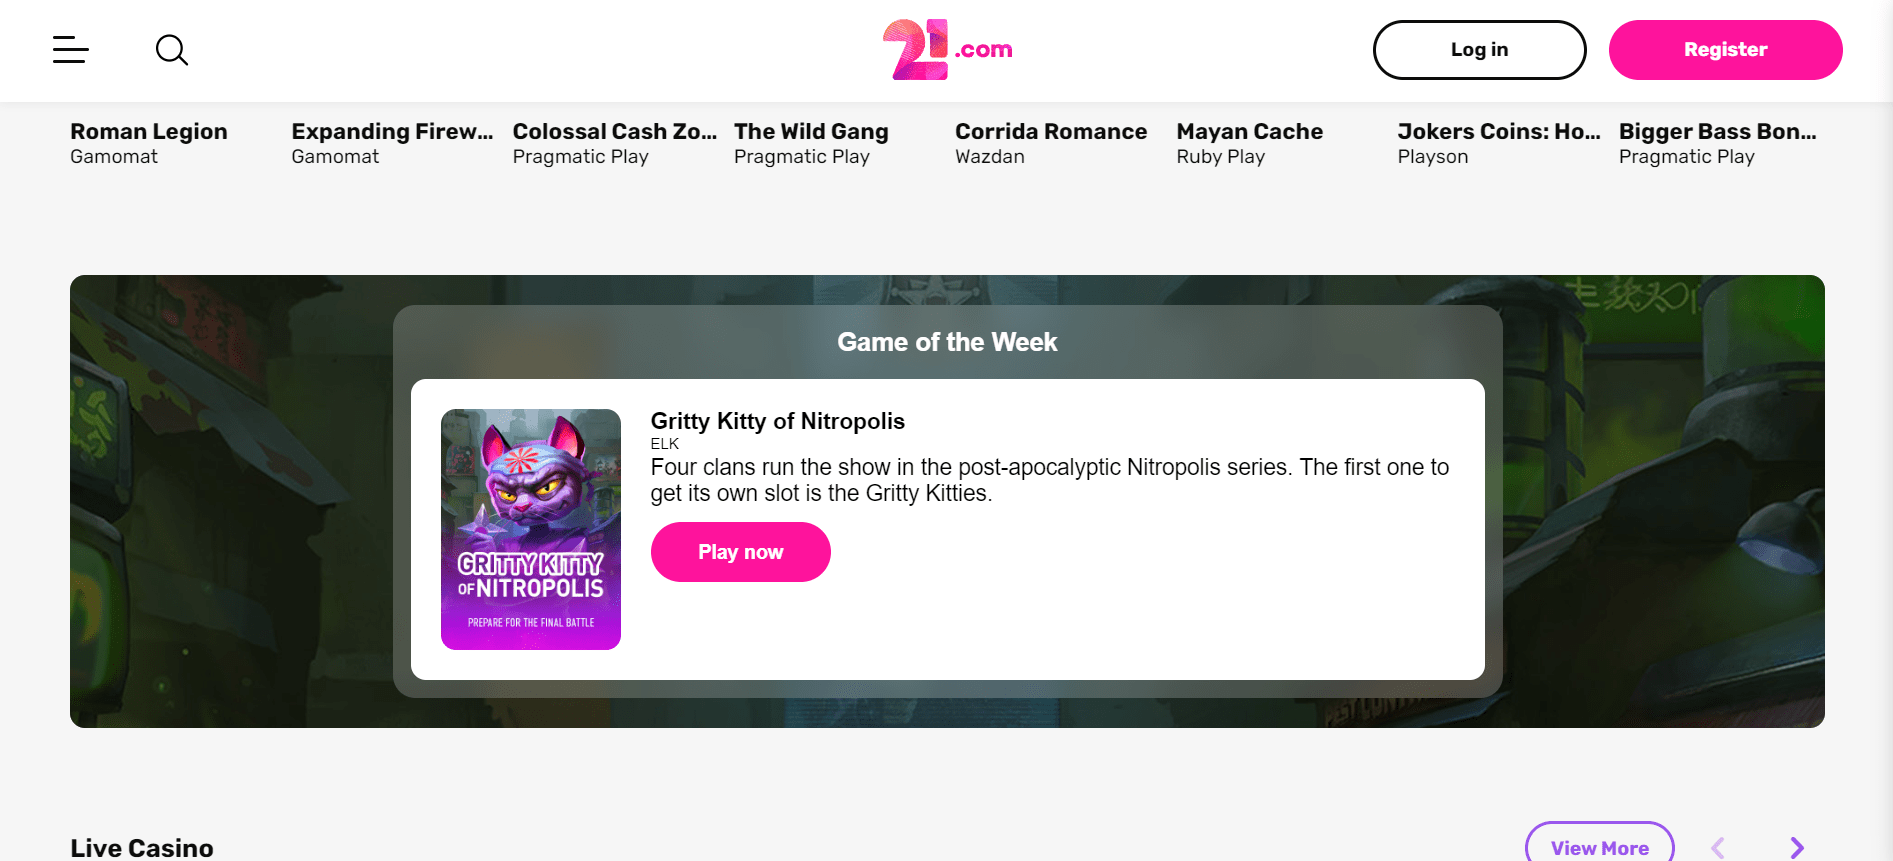 21.com
Log in
Register
Roman Legion
Gamomat
Expanding Firew...
Gamomat
Colossal Cash Zo...
Pragmatic Play
The Wild Gang
Pragmatic Play
Corrida Romance
Wazdan
Mayan Cache
Ruby Play
Jokers Coins: Ho...
Playson
Bigger Bass Bon...
Pragmatic Play
Game of the Week
GRITTY KITTY
OF NITROPOLIS
PREPARE FOR THE FINAL BATTLE
Gritty Kitty of Nitropolis
ELK
Four clans run the show in the post-apocalyptic Nitropolis series. The first one to
get its own slot is the Gritty Kitties.
Play now
Live Casino
View More